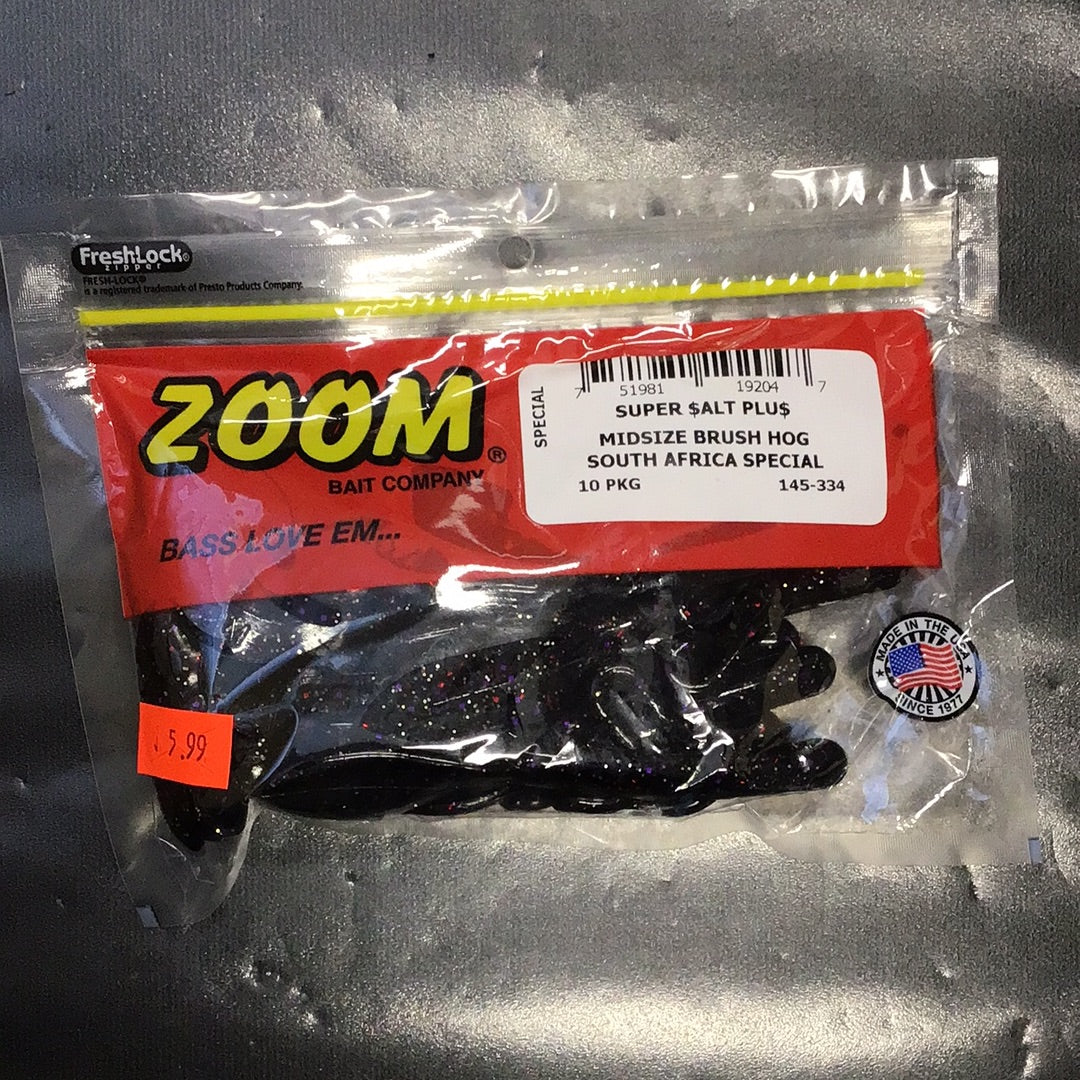 FreshLock®
zipper
FRESH-LOCK®
is a registered trademark of Presto Products Company.
ZOOM®
BAIT COMPANY
BASS LOVE EM...
SPECIAL
7 51981 19204 7
SUPER $ALT PLU$
MIDSIZE BRUSH HOG
SOUTH AFRICA SPECIAL
10 PKG 145-334
MADE IN THE USA
SINCE 1977
5.99